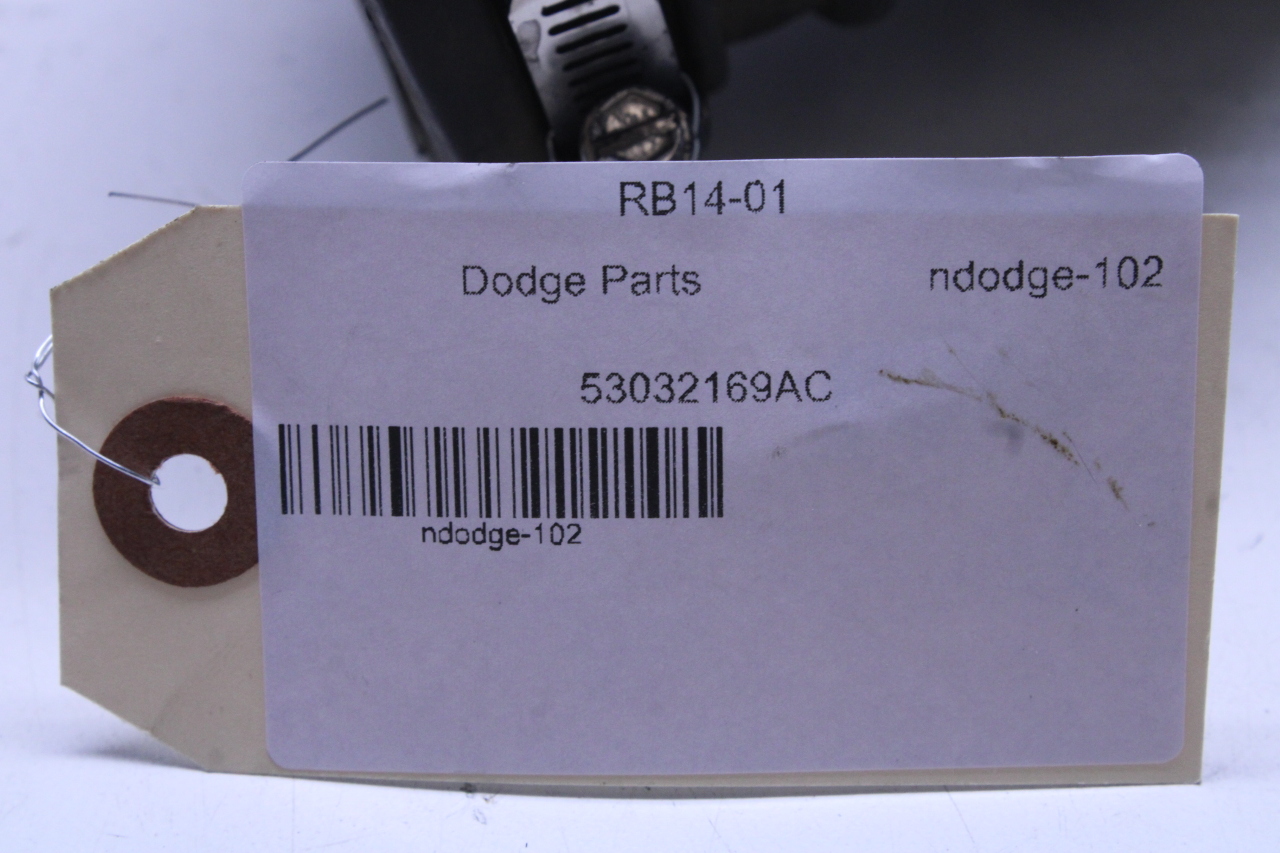 RB14-01
Dodge Parts ndodge-102
53032169AC
ndodge-102